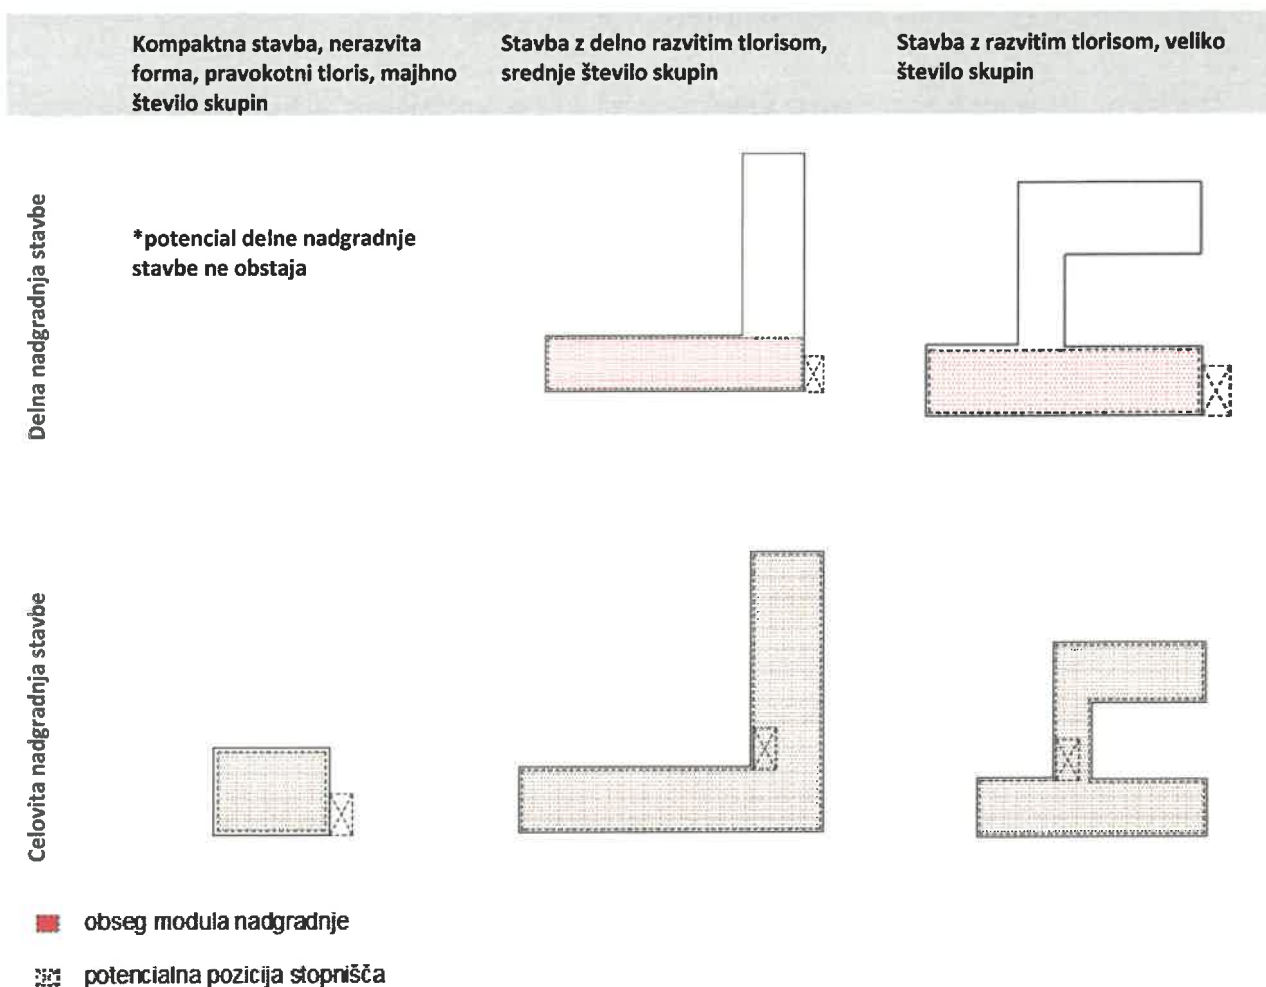 Kompaktna stavba, nerazvita
forma, pravokotni tloris, majhno
število skupin
Stavba z delno razvitim tlorisom,
srednje število skupin
Stavba z razvitim tlorisom, veliko
število skupin
Delna nadgradnja stavbe
*potencial delne nadgradnje
stavbe ne obstaja
Celovita nadgradnja stavbe
obseg modula nadgradnje
potencialna pozicija stopnišča